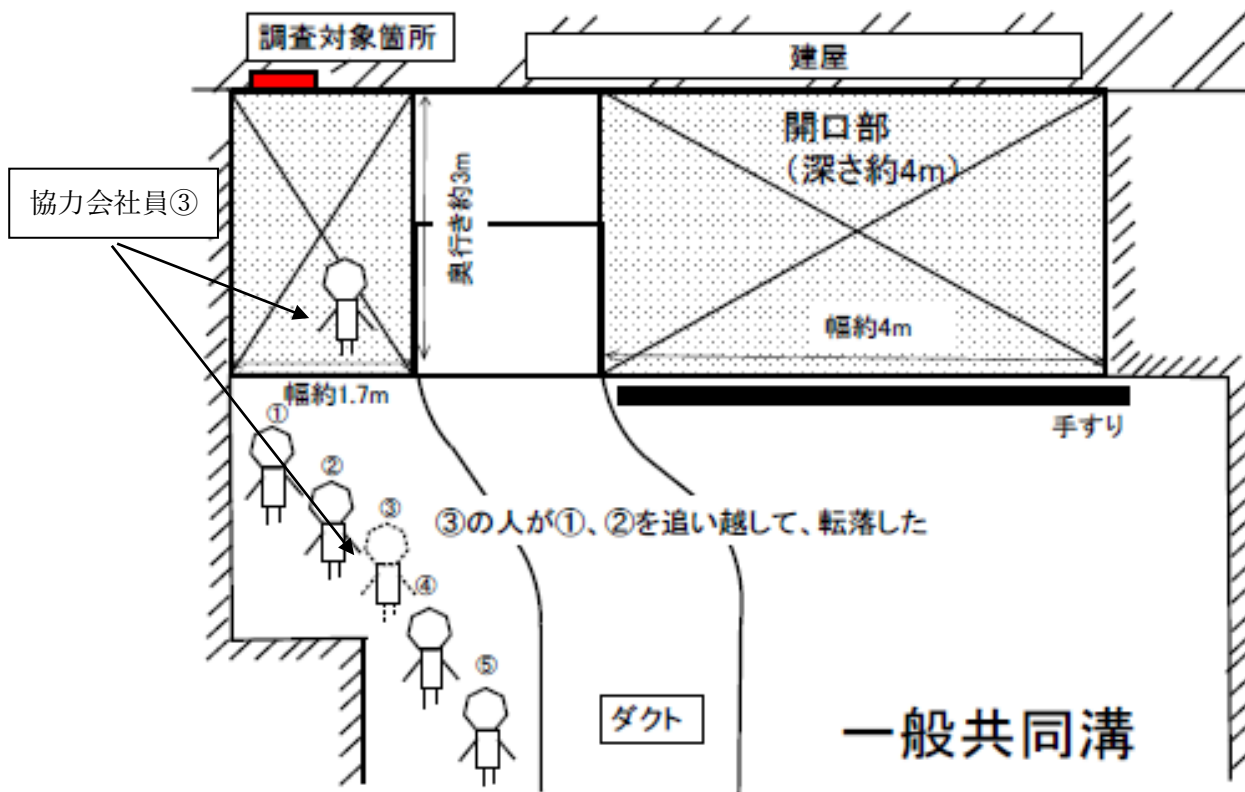 調査対象箇所
建屋
開口部
（深さ約4m）
協力会社員③
奥行き約3m
幅約4m
幅約1.7m
手すり
①
②
③
③の人が①、②を追い越して、転落した
④
⑤
ダクト
一般共同溝